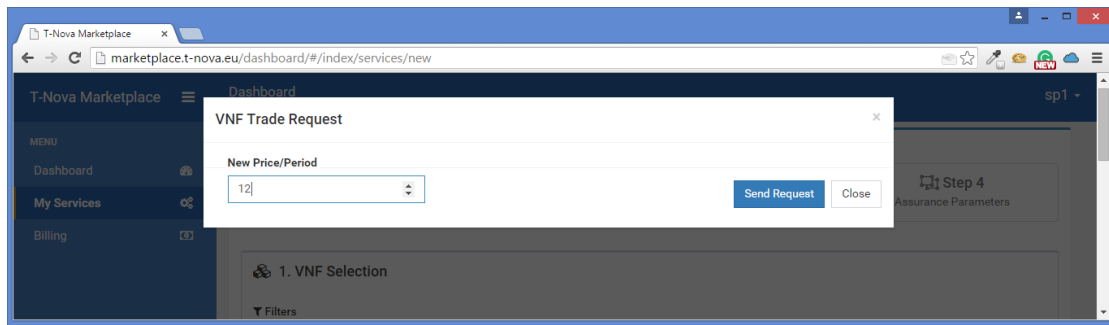 T-Nova Marketplace
marketplace.t-nova.eu/dashboard/#/index/services/new
NEW
T-Nova Marketplace
Dashboard
sp1
VNF Trade Request
×
MENU
New Price/Period
Dashboard
12
Send Request
Close
Step 4
My Services
Assurance Parameters
Billing
1. VNF Selection
Filters